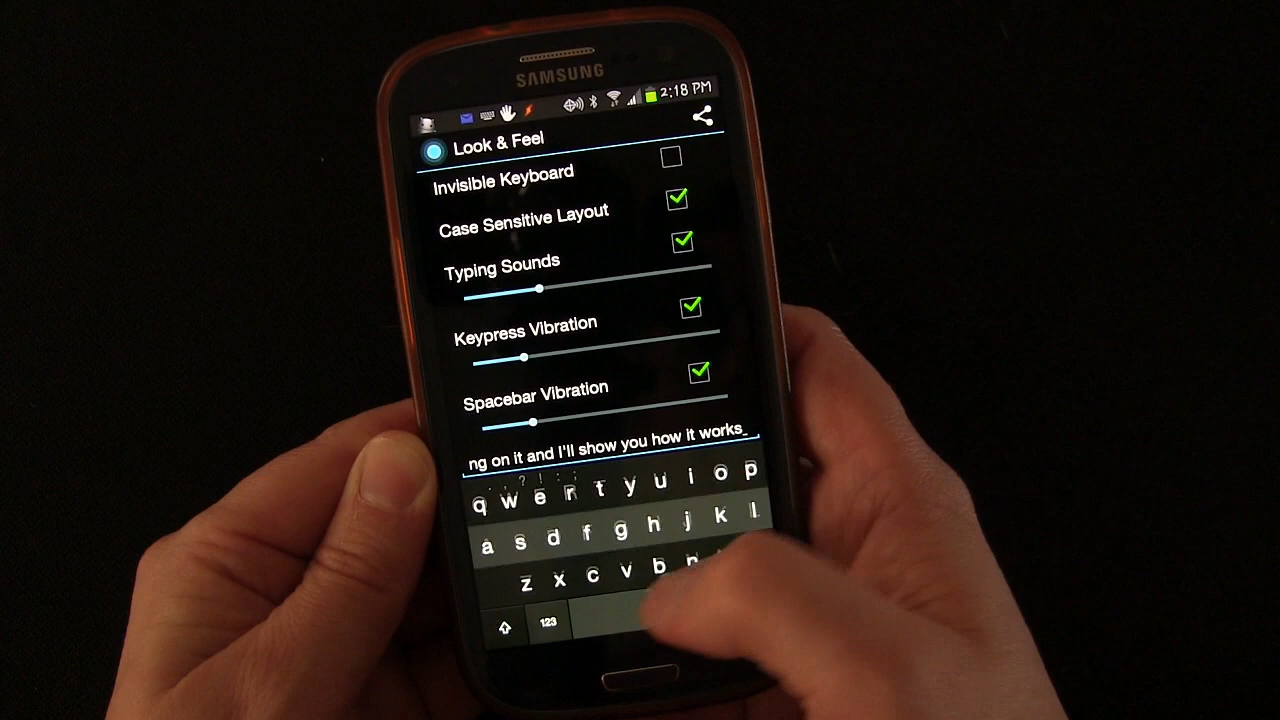 SAMSUNG
2:18 PM
Look & Feel
Invisible Keyboard
Case Sensitive Layout
Typing Sounds
Keypress Vibration
Spacebar Vibration
ng on it and I'll show you how it works_
q w e r t y u i o p
a s d f g h j k l
z x c v b n
123